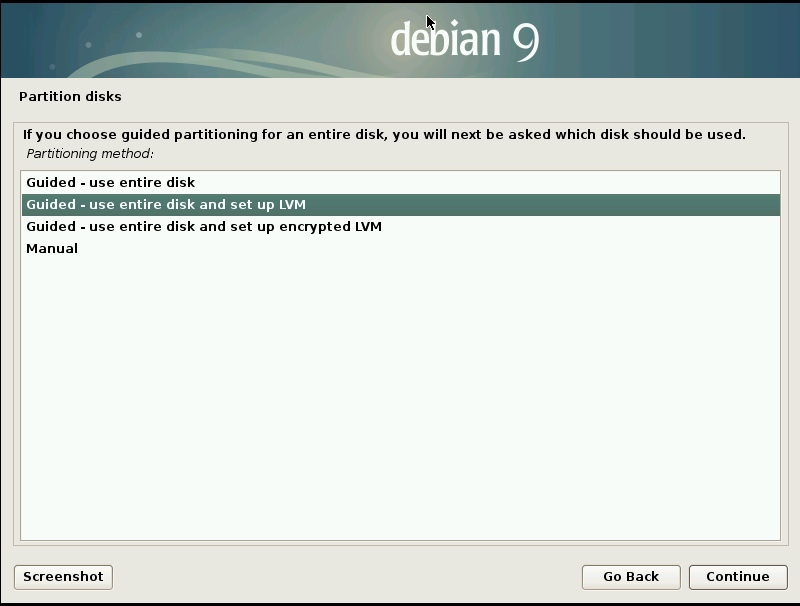 debian 9
Partition disks
If you choose guided partitioning for an entire disk, you will next be asked which disk should be used.
Partitioning method:
Guided - use entire disk
Guided - use entire disk and set up LVM
Guided - use entire disk and set up encrypted LVM
Manual
Screenshot
Go Back
Continue